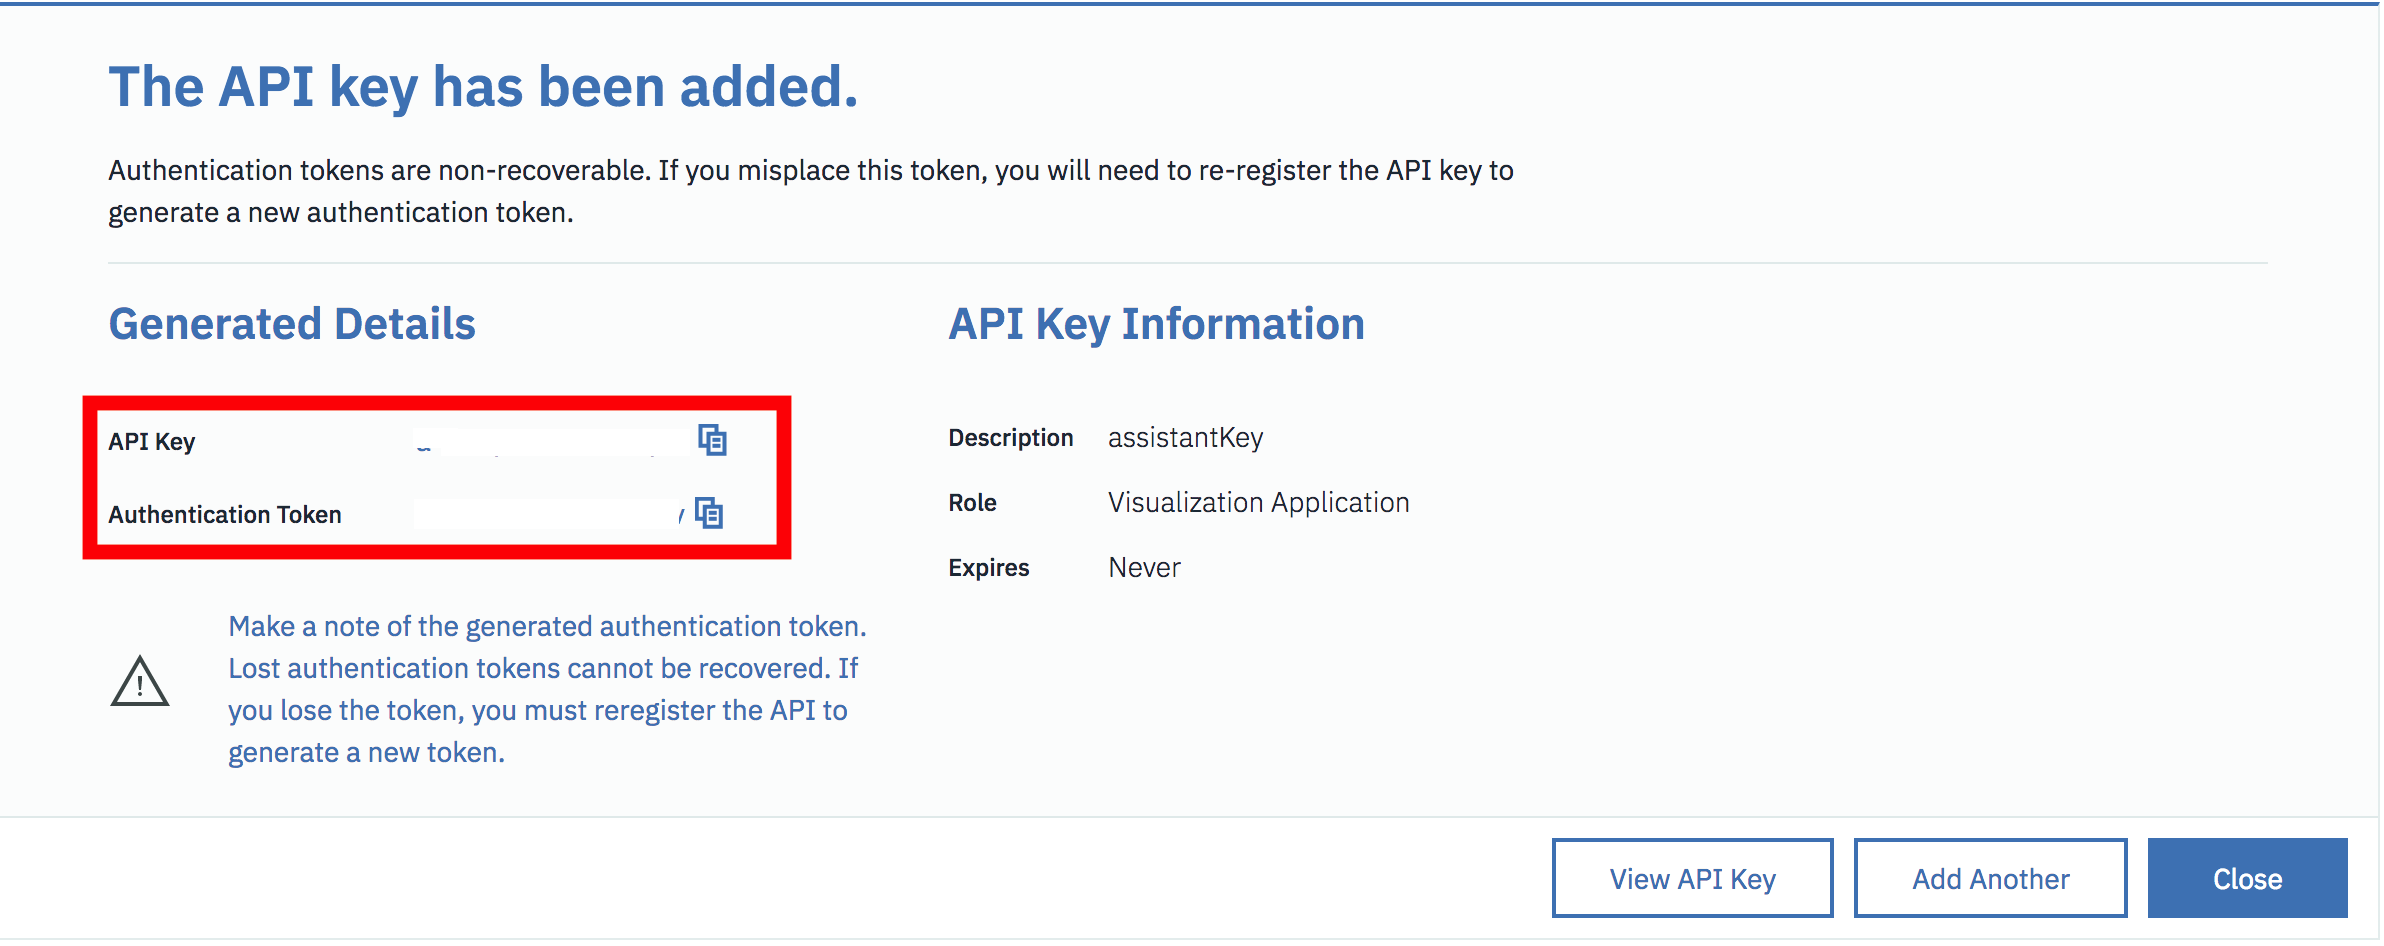 The API key has been added.
Authentication tokens are non-recoverable. If you misplace this token, you will need to re-register the API key to
generate a new authentication token.
Generated Details
API Key
Authentication Token
Make a note of the generated authentication token.
Lost authentication tokens cannot be recovered. If
you lose the token, you must reregister the API to
generate a new token.
API Key Information
Description assistantKey
Role Visualization Application
Expires Never
View API Key
Add Another
Close